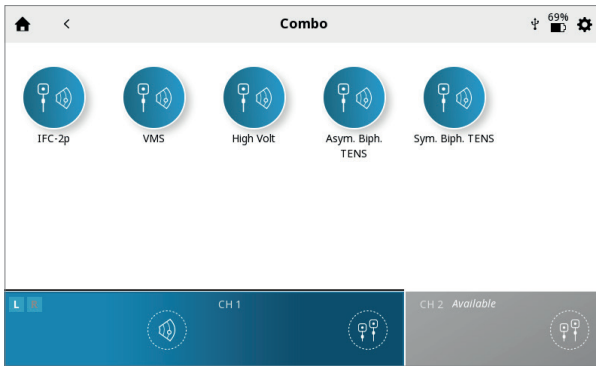 Combo
69%
IFC-2p
VMS
High Volt
Asym. Biph.
TENS
Sym. Biph. TENS
L
CH 1
CH 2 Available